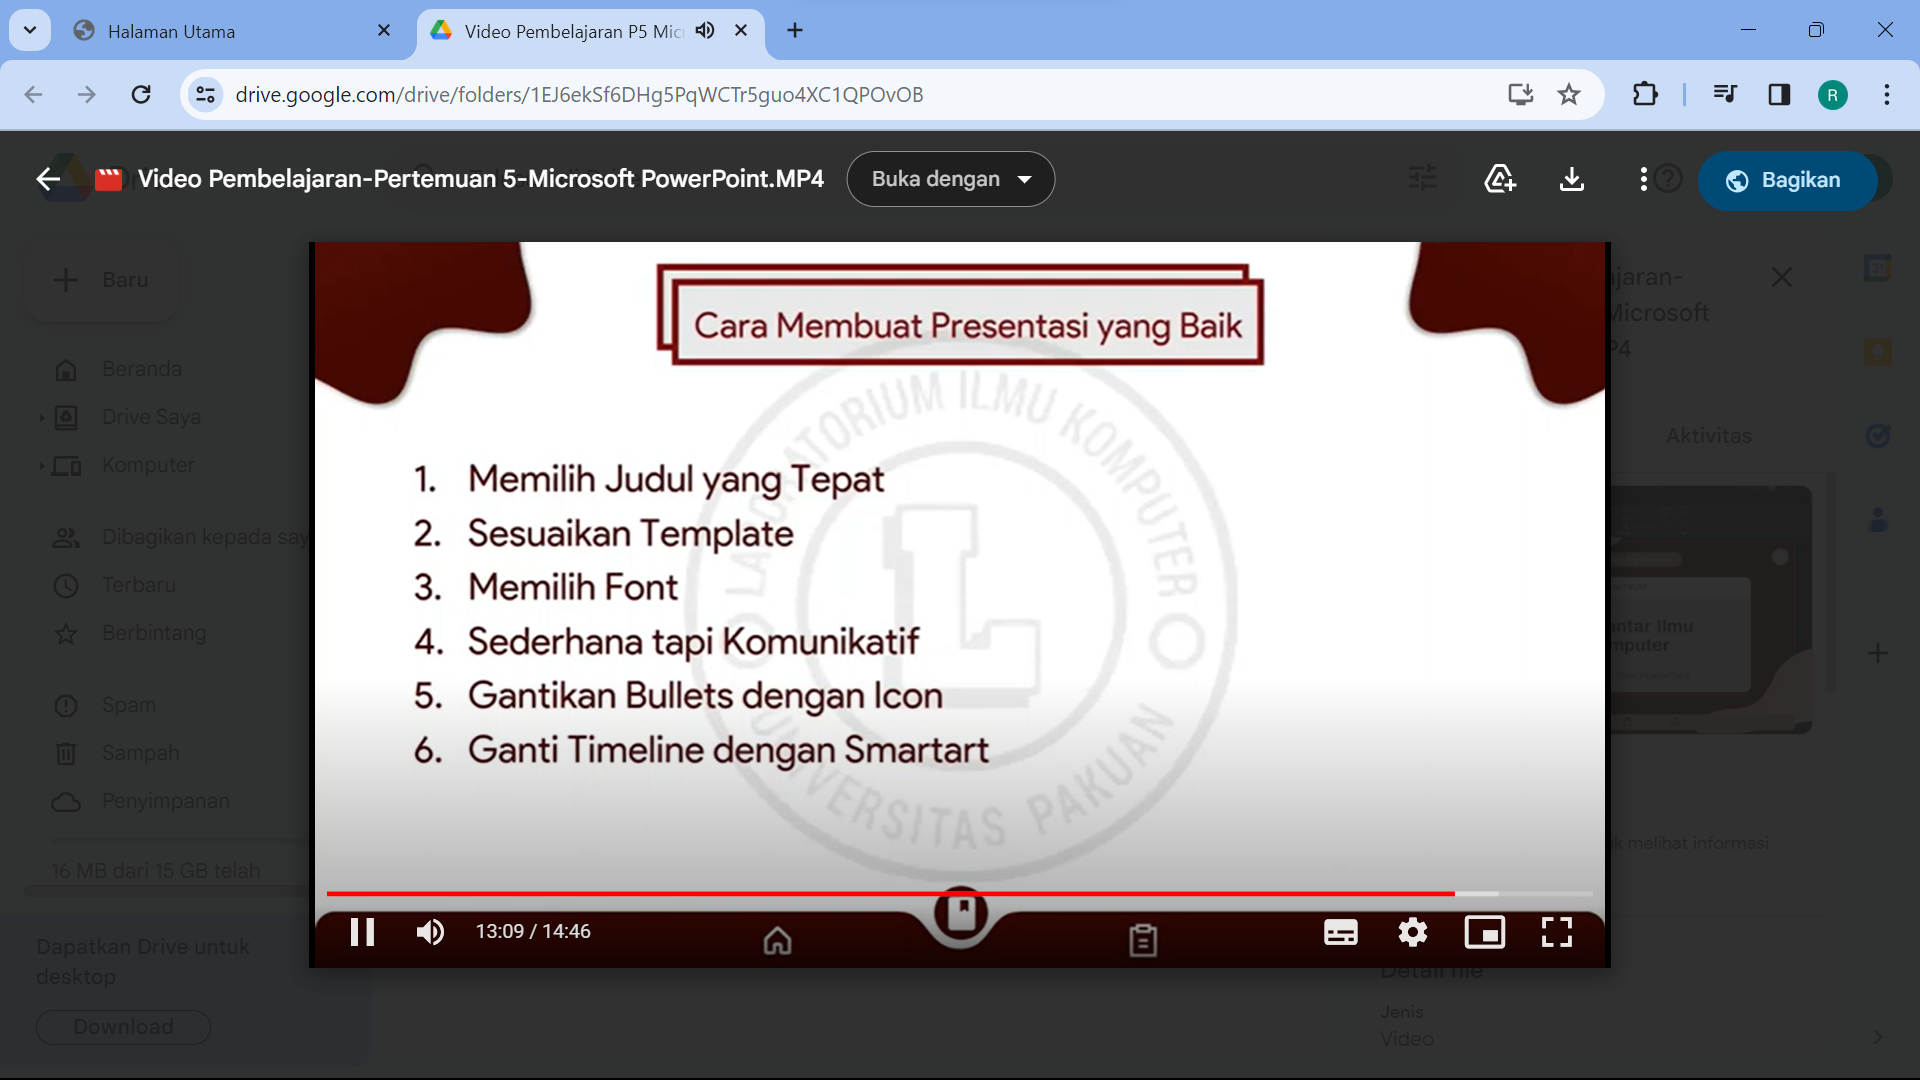 Halaman Utama
Video Pembelajaran P5 Mic
drive.google.com/drive/folders/1EJ6ekSf6DHg5PqWCTr5guo4XC1QPOvOB
R
Video Pembelajaran-Pertemuan 5-Microsoft PowerPoint.MP4
Buka dengan
Bagikan
Baru
Beranda
Drive Saya
Komputer
Dibagikan kepada say
Terbaru
Berbintang
Spam
Sampah
Penyimpanan
16 MB dari 15 GB telah
Dapatkan Drive untuk
desktop
Download
Cara Membuat Presentasi yang Baik
1. Memilih Judul yang Tepat
2. Sesuaikan Template
3. Memilih Font
4. Sederhana tapi Komunikatif
5. Gantikan Bullets dengan Icon
6. Ganti Timeline dengan Smartart
LABORATORIUM ILMU KOMPUTER
L
UNIVERSITAS PAKUAN
13:09 / 14:46
ajaran-
Microsoft
P4
31
Aktivitas
antar Ilmu
mputer
k melihat informasi
Detail file
Jenis
Video